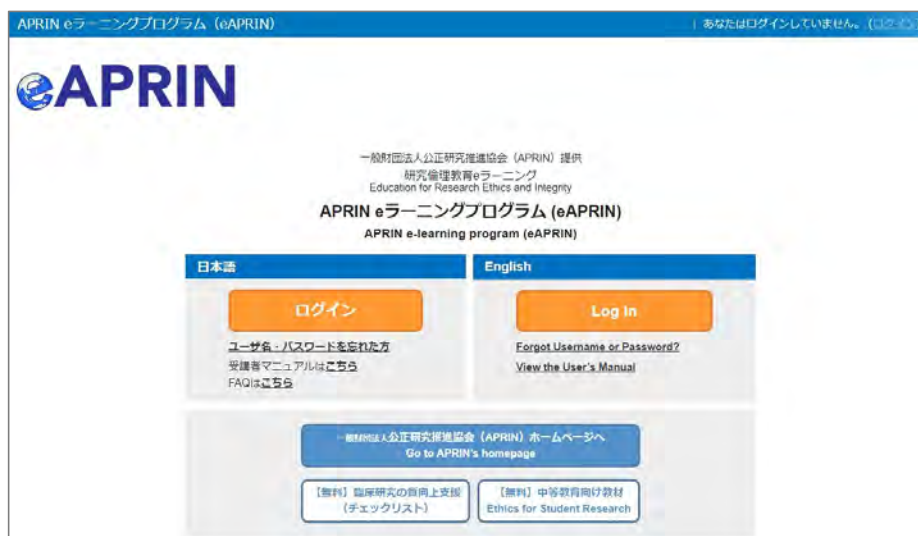 APRIN eラーニングプログラム (eAPRIN)
あなたはログインしていません。(ログイン
eAPRIN
一般財団法人公正研究推進協会 (APRIN) 提供
研究倫理教育eラーニング
Education for Research Ethics and Integrity
APRIN eラーニングプログラム (eAPRIN)
APRIN e-learning program (eAPRIN)
日本語
ログイン
ユーザ名・パスワードを忘れた方
受講者マニュアルはこちら
FAQはこちら
English
Log in
Forgot Username or Password?
View the User's Manual
一般財団法人公正研究推進協会 (APRIN) ホームページへ
Go to APRIN's homepage
【無料】臨床研究の質向上支援
(チェックリスト)
【無料】中等教育向け教材
Ethics for Student Research